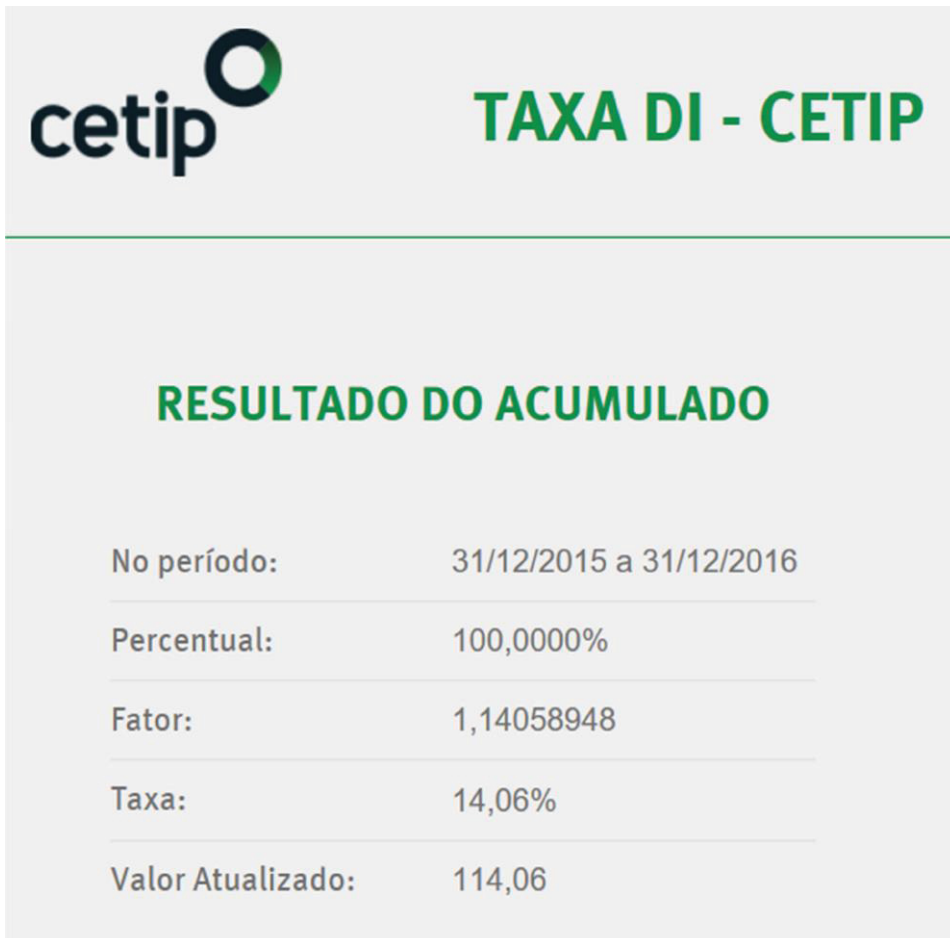 cetip
TAXA DI - CETIP
RESULTADO DO ACUMULADO
No período: 31/12/2015 a 31/12/2016
Percentual: 100,0000%
Fator: 1,14058948
Taxa: 14,06%
Valor Atualizado: 114,06